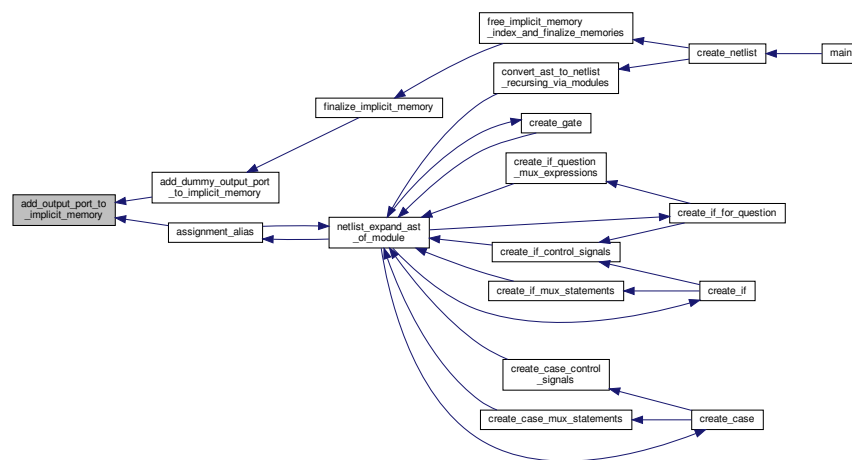 free_implicit_memory
_index_and_finalize_memories
create_netlist
main
convert_ast_to_netlist
_recursing_via_modules
finalize_implicit_memory
create_gate
create_if_question
_mux_expressions
add_dummy_output_port
_to_implicit_memory
add_output_port_to
_implicit_memory
assignment_alias
netlist_expand_ast
_of_module
create_if_for_question
create_if_control_signals
create_if_mux_statements
create_if
create_case_control
_signals
create_case_mux_statements
create_case